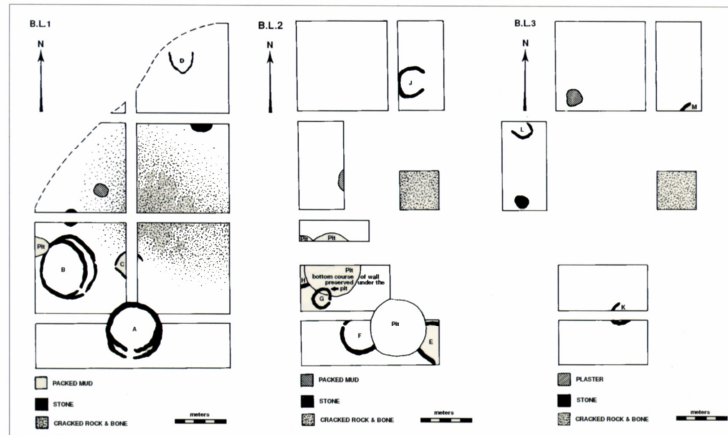 B.L.1
N
D
Pit
B
C
A
PACKED MUD
STONE
CRACKED ROCK & BONE
meters
B.L.2
N
J
Pit
Pit
bottom course of wall
preserved under the
pit
H
G
F
Pit
E
PACKED MUD
STONE
CRACKED ROCK & BONE
meters
B.L.3
N
M
L
K
PLASTER
STONE
CRACKED ROCK & BONE
meters